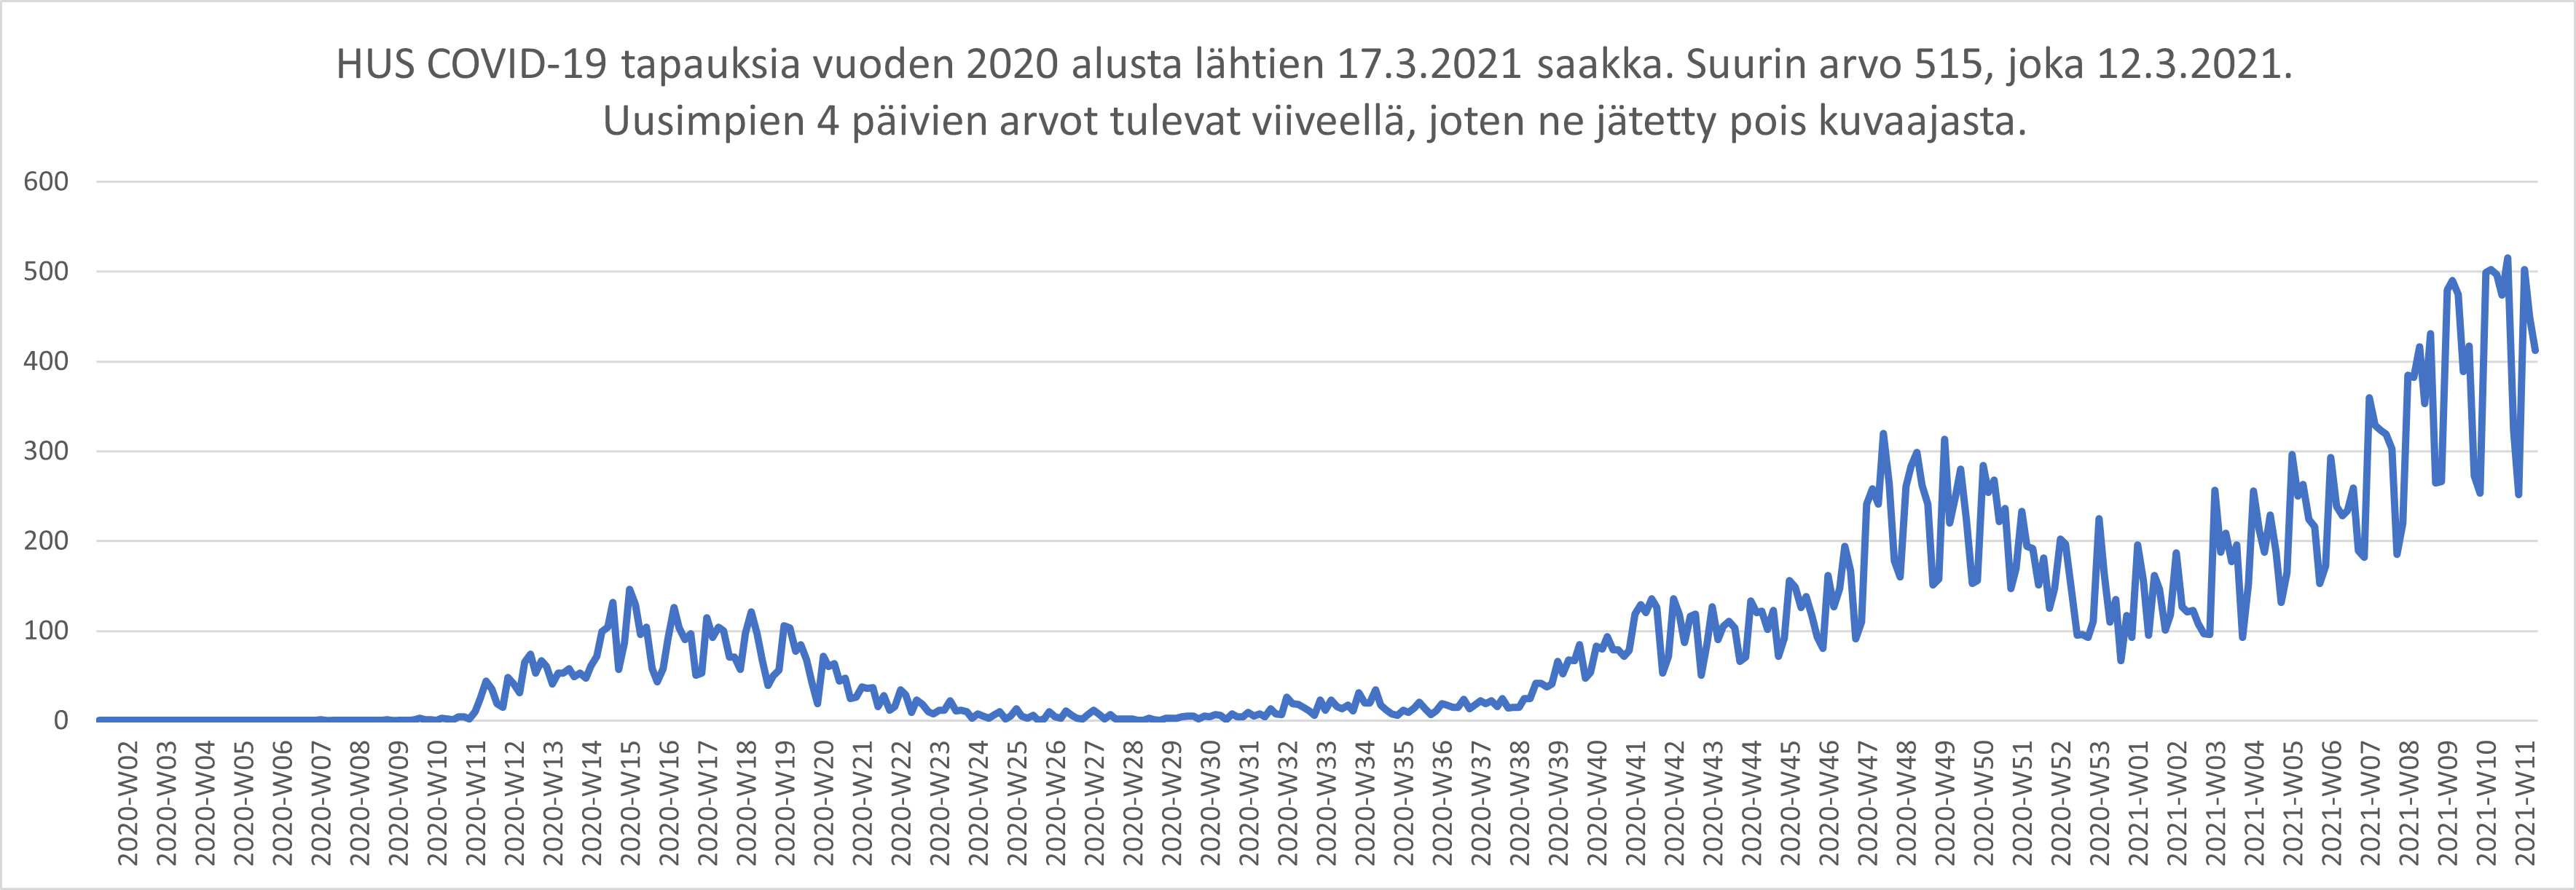 HUS COVID-19 tapauksia vuoden 2020 alusta lähtien 17.3.2021 saakka. Suurin arvo 515, joka 12.3.2021.
Uusimpien 4 päivien arvot tulevat viiveellä, joten ne jätetty pois kuvaajasta.
600
500
400
300
200
100
0
2020-W02
2020-W03
2020-W04
2020-W05
2020-W06
2020-W07
2020-W08
2020-W09
2020-W10
2020-W11
2020-W12
2020-W13
2020-W14
2020-W15
2020-W16
2020-W17
2020-W18
2020-W19
2020-W20
2020-W21
2020-W22
2020-W23
2020-W24
2020-W25
2020-W26
2020-W27
2020-W28
2020-W29
2020-W30
2020-W31
2020-W32
2020-W33
2020-W34
2020-W35
2020-W36
2020-W37
2020-W38
2020-W39
2020-W40
2020-W41
2020-W42
2020-W43
2020-W44
2020-W45
2020-W46
2020-W47
2020-W48
2020-W49
2020-W50
2020-W51
2020-W52
2020-W53
2021-W01
2021-W02
2021-W03
2021-W04
2021-W05
2021-W06
2021-W07
2021-W08
2021-W09
2021-W10
2021-W11